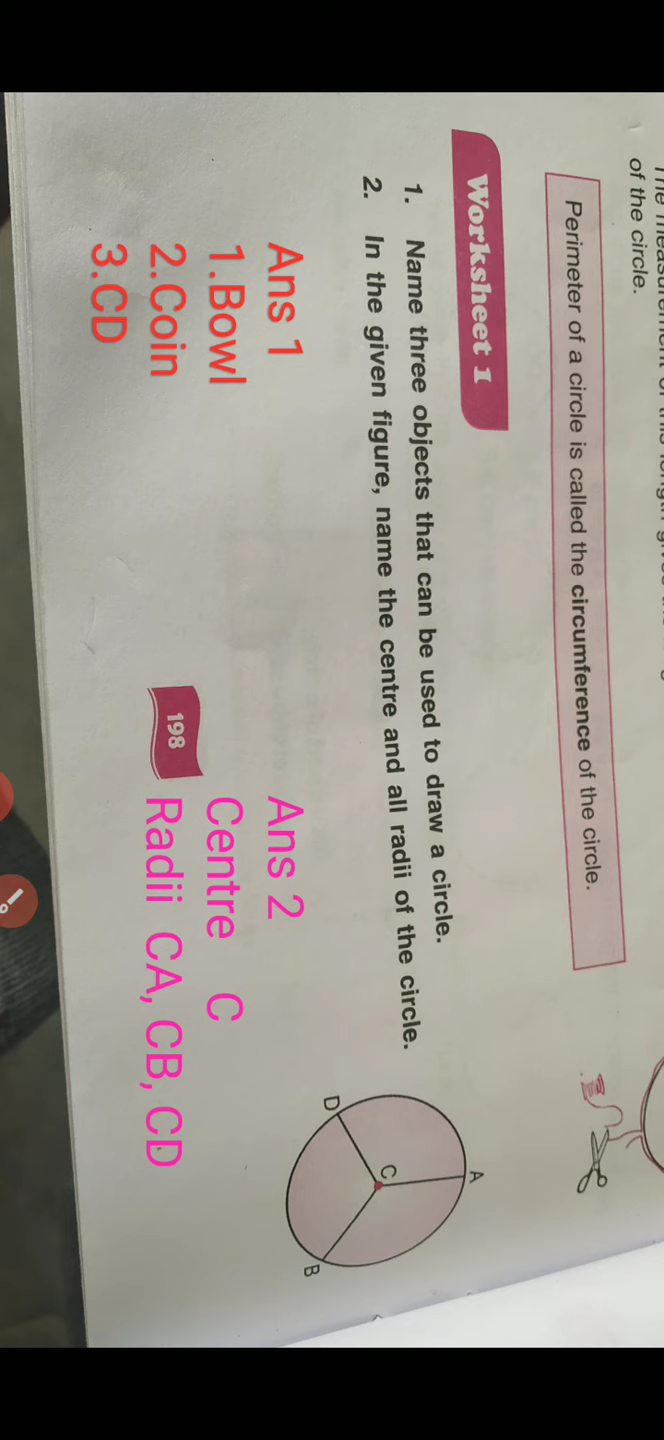 of the circle.
Perimeter of a circle is called the circumference of the circle.
Worksheet 1
1. Name three objects that can be used to draw a circle.
2. In the given figure, name the centre and all radii of the circle.
A
C
D
B
Ans 1
1.Bowl
2.Coin
3.CD
Ans 2
Centre C
Radii CA, CB, CD
198